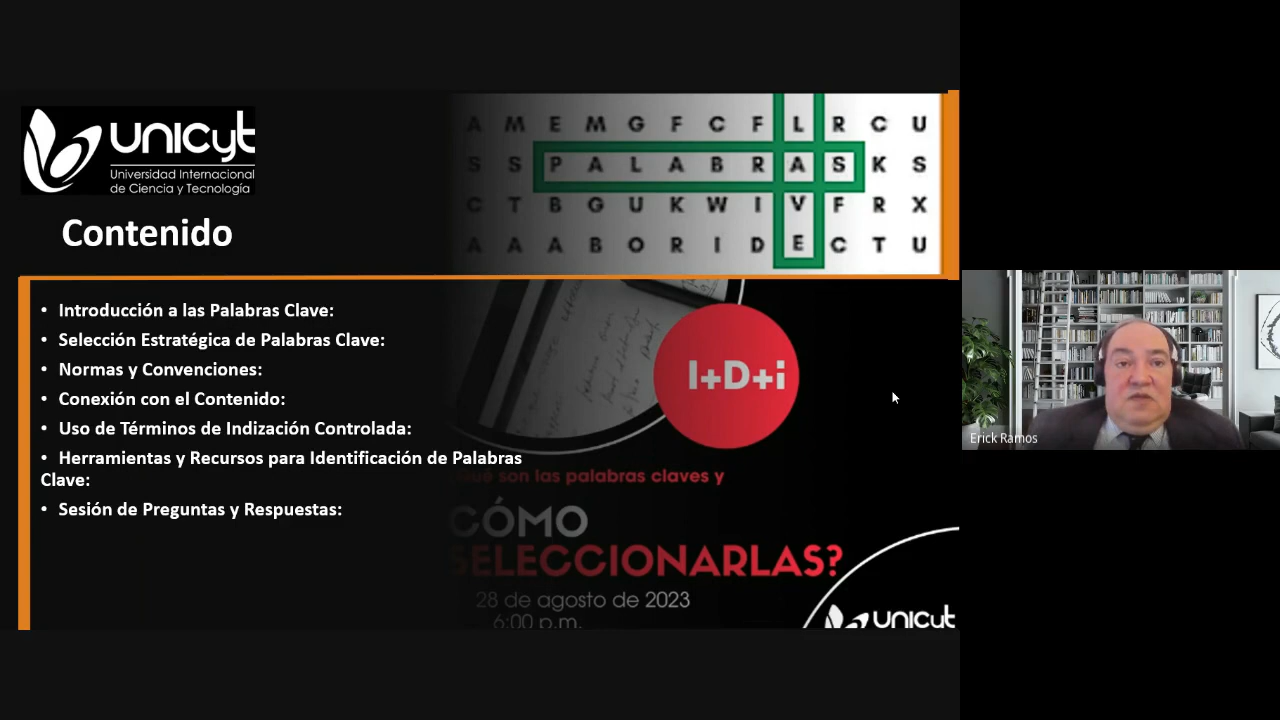 unicyt
Universidad Internacional
de Ciencia y Tecnología
Contenido
A M E M G F C F L R C U
S S P A L A B R A S K S
C T B G U K W I V F R X
A A A B O R I D E C T U
• Introducción a las Palabras Clave:
• Selección Estratégica de Palabras Clave:
• Normas y Convenciones:
• Conexión con el Contenido:
• Uso de Términos de Indización Controlada:
• Herramientas y Recursos para Identificación de Palabras
Clave:
• Sesión de Preguntas y Respuestas:
I+D+i
son las palabras claves y
CÓMO
SELECCIONARLAS?
28 de agosto de 2023
6:00 p.m.
unicyt
Erick Ramos